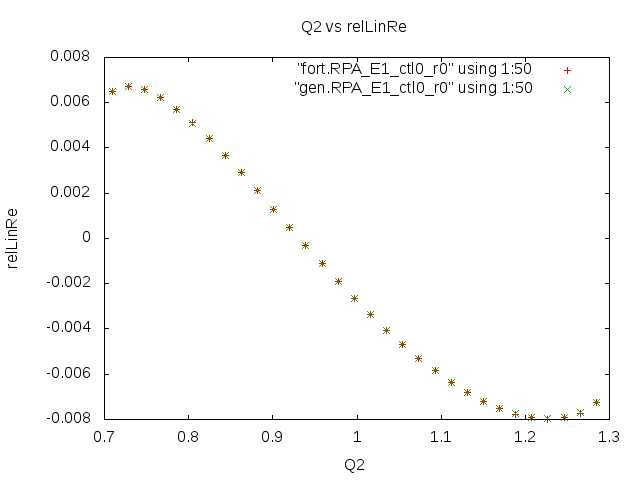 Q2 vs relLinRe
"fort.RPA_E1_ctl0_r0" using 1:50
"gen.RPA_E1_ctl0_r0" using 1:50
0.008
0.006
0.004
0.002
0
-0.002
-0.004
-0.006
-0.008
relLinRe
0.7 0.8 0.9 1 1.1 1.2 1.3
Q2